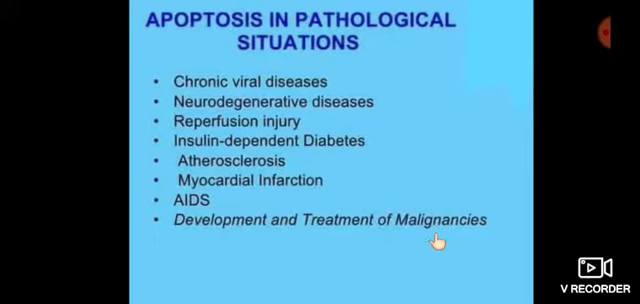 APOPTOSIS IN PATHOLOGICAL
SITUATIONS
• Chronic viral diseases
• Neurodegenerative diseases
• Reperfusion injury
• Insulin-dependent Diabetes
• Atherosclerosis
• Myocardial Infarction
• AIDS
• Development and Treatment of Malignancies
V RECORDER